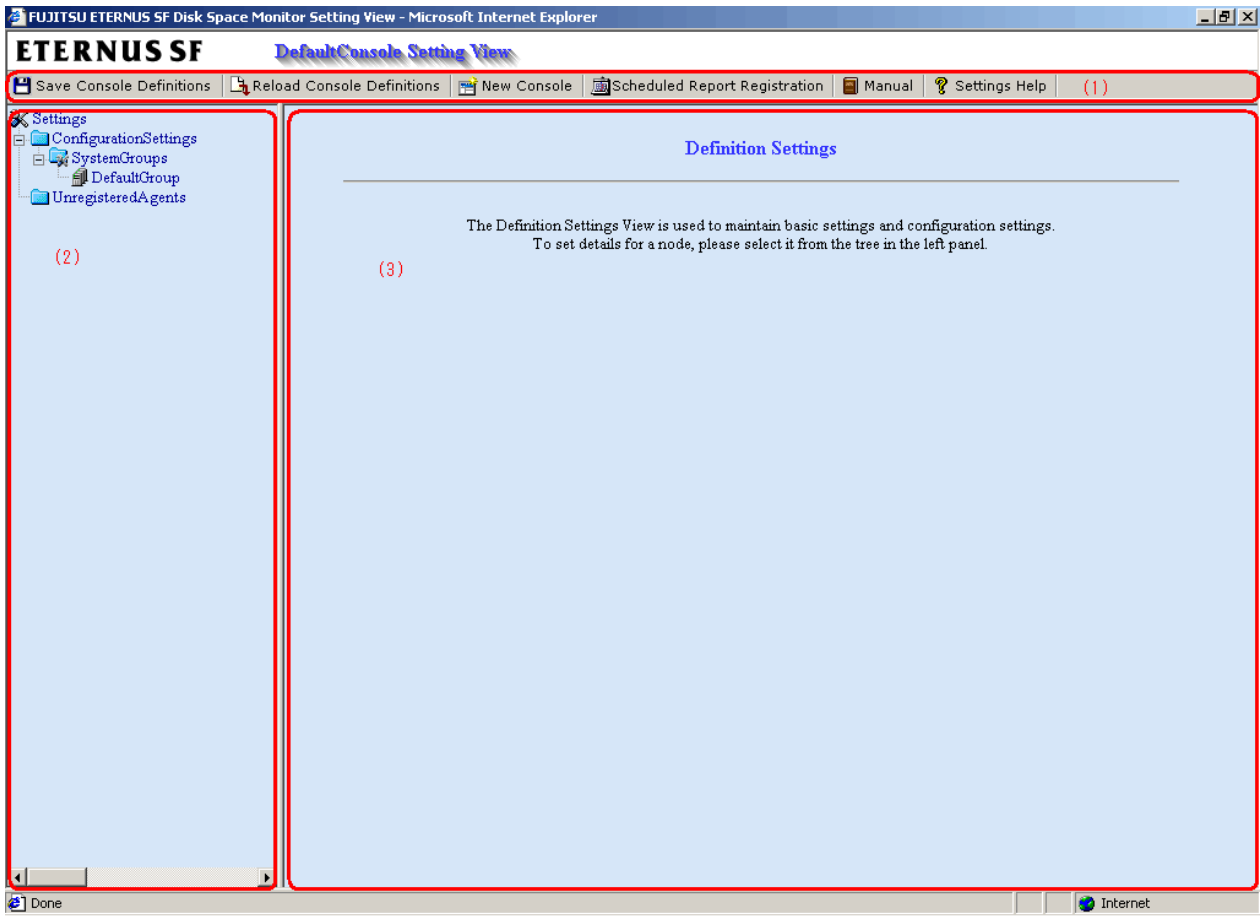 FUJITSU ETERNUS SF Disk Space Monitor Setting View - Microsoft Internet Explorer
ETERNUS SF DefaultConsole Setting View
Save Console Definitions Reload Console Definitions New Console Scheduled Report Registration Manual Settings Help (1)
Settings
ConfigurationSettings
SystemGroups
DefaultGroup
UnregisteredAgents
(2)
Definition Settings
The Definition Settings View is used to maintain basic settings and configuration settings.
To set details for a node, please select it from the tree in the left panel.
(3)
Done Internet